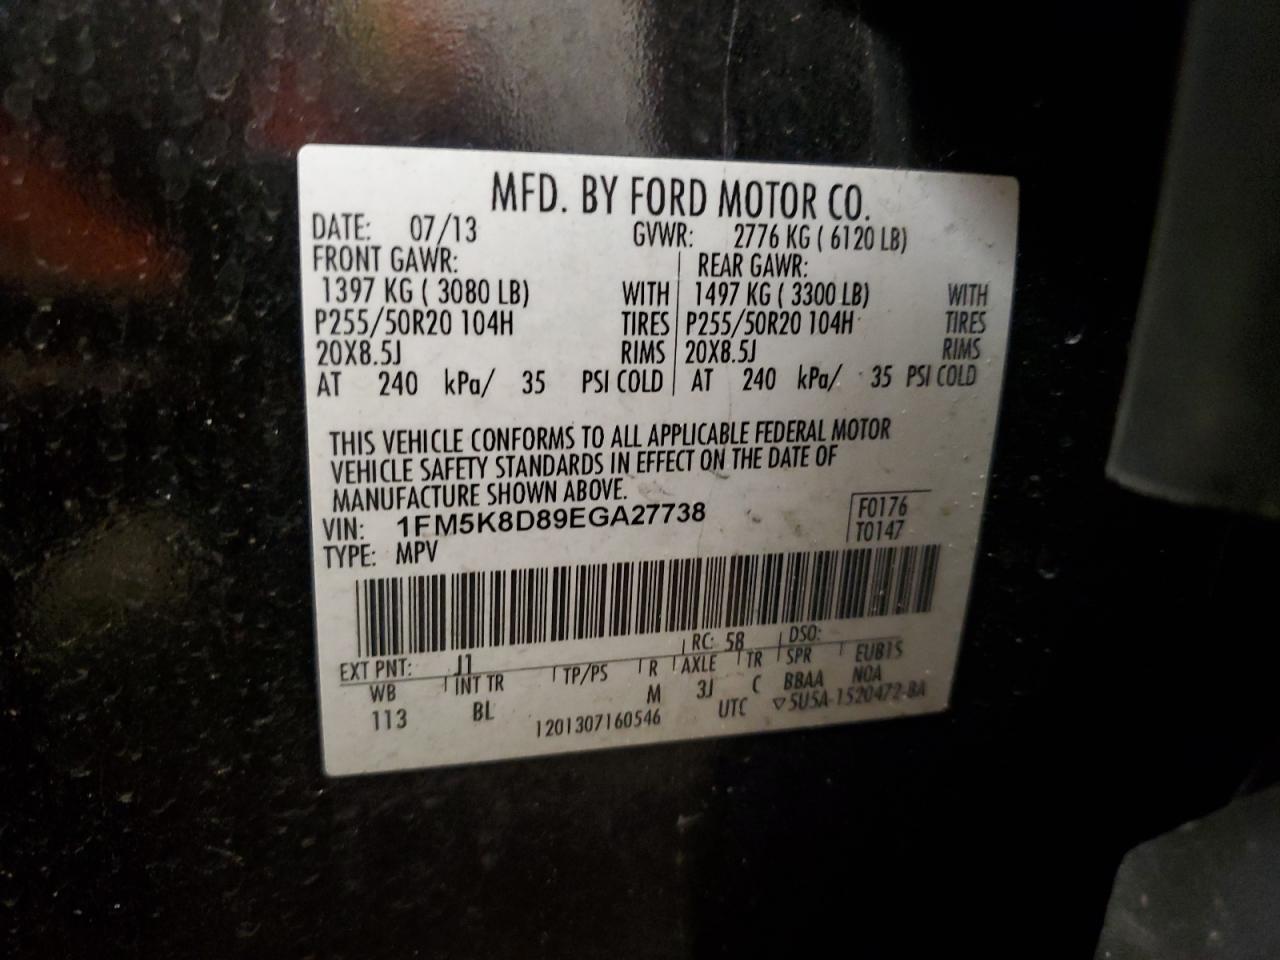 MFD. BY FORD MOTOR CO.
DATE: 07/13 GVWR: 2776 KG ( 6120 LB)
FRONT GAWR: REAR GAWR:
1397 KG ( 3080 LB) WITH 1497 KG ( 3300 LB) WITH
P255/50R20 104H TIRES P255/50R20 104H TIRES
20X8.5J RIMS 20X8.5J RIMS
AT 240 kPa/ 35 PSI COLD AT 240 kPa/ 35 PSI COLD
THIS VEHICLE CONFORMS TO ALL APPLICABLE FEDERAL MOTOR
VEHICLE SAFETY STANDARDS IN EFFECT ON THE DATE OF
MANUFACTURE SHOWN ABOVE.
VIN: 1FM5K8D89EGA27738 F0176
TYPE: MPV T0147
EXT PNT: J1 RC: 58 DSO:
WB INT TR TP/PS R AXLE TR SPR EUB1S
113 BL M 3J C BBAA NOA
1201307160546 UTC ▽5U5A-1520472-BA